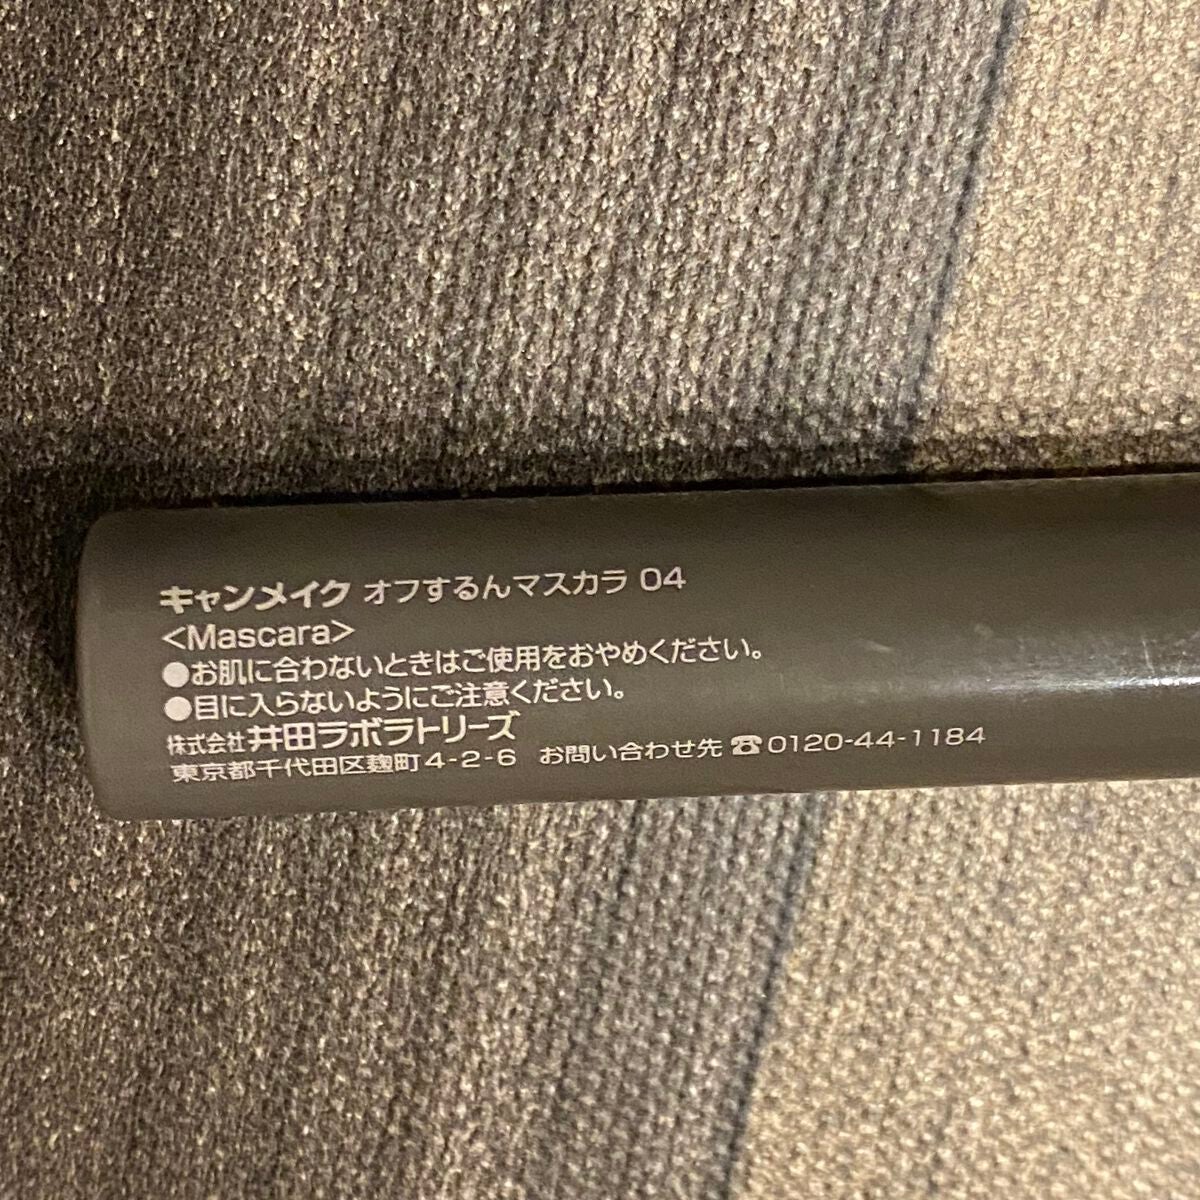 キャンメイク オフするんマスカラ 04
<Mascara>
●お肌に合わないときはご使用をおやめください。
●目に入らないようにご注意ください。
株式会社 井田ラボラトリーズ
東京都千代田区麹町4-2-6 お問い合わせ先 ☎0120-44-1184